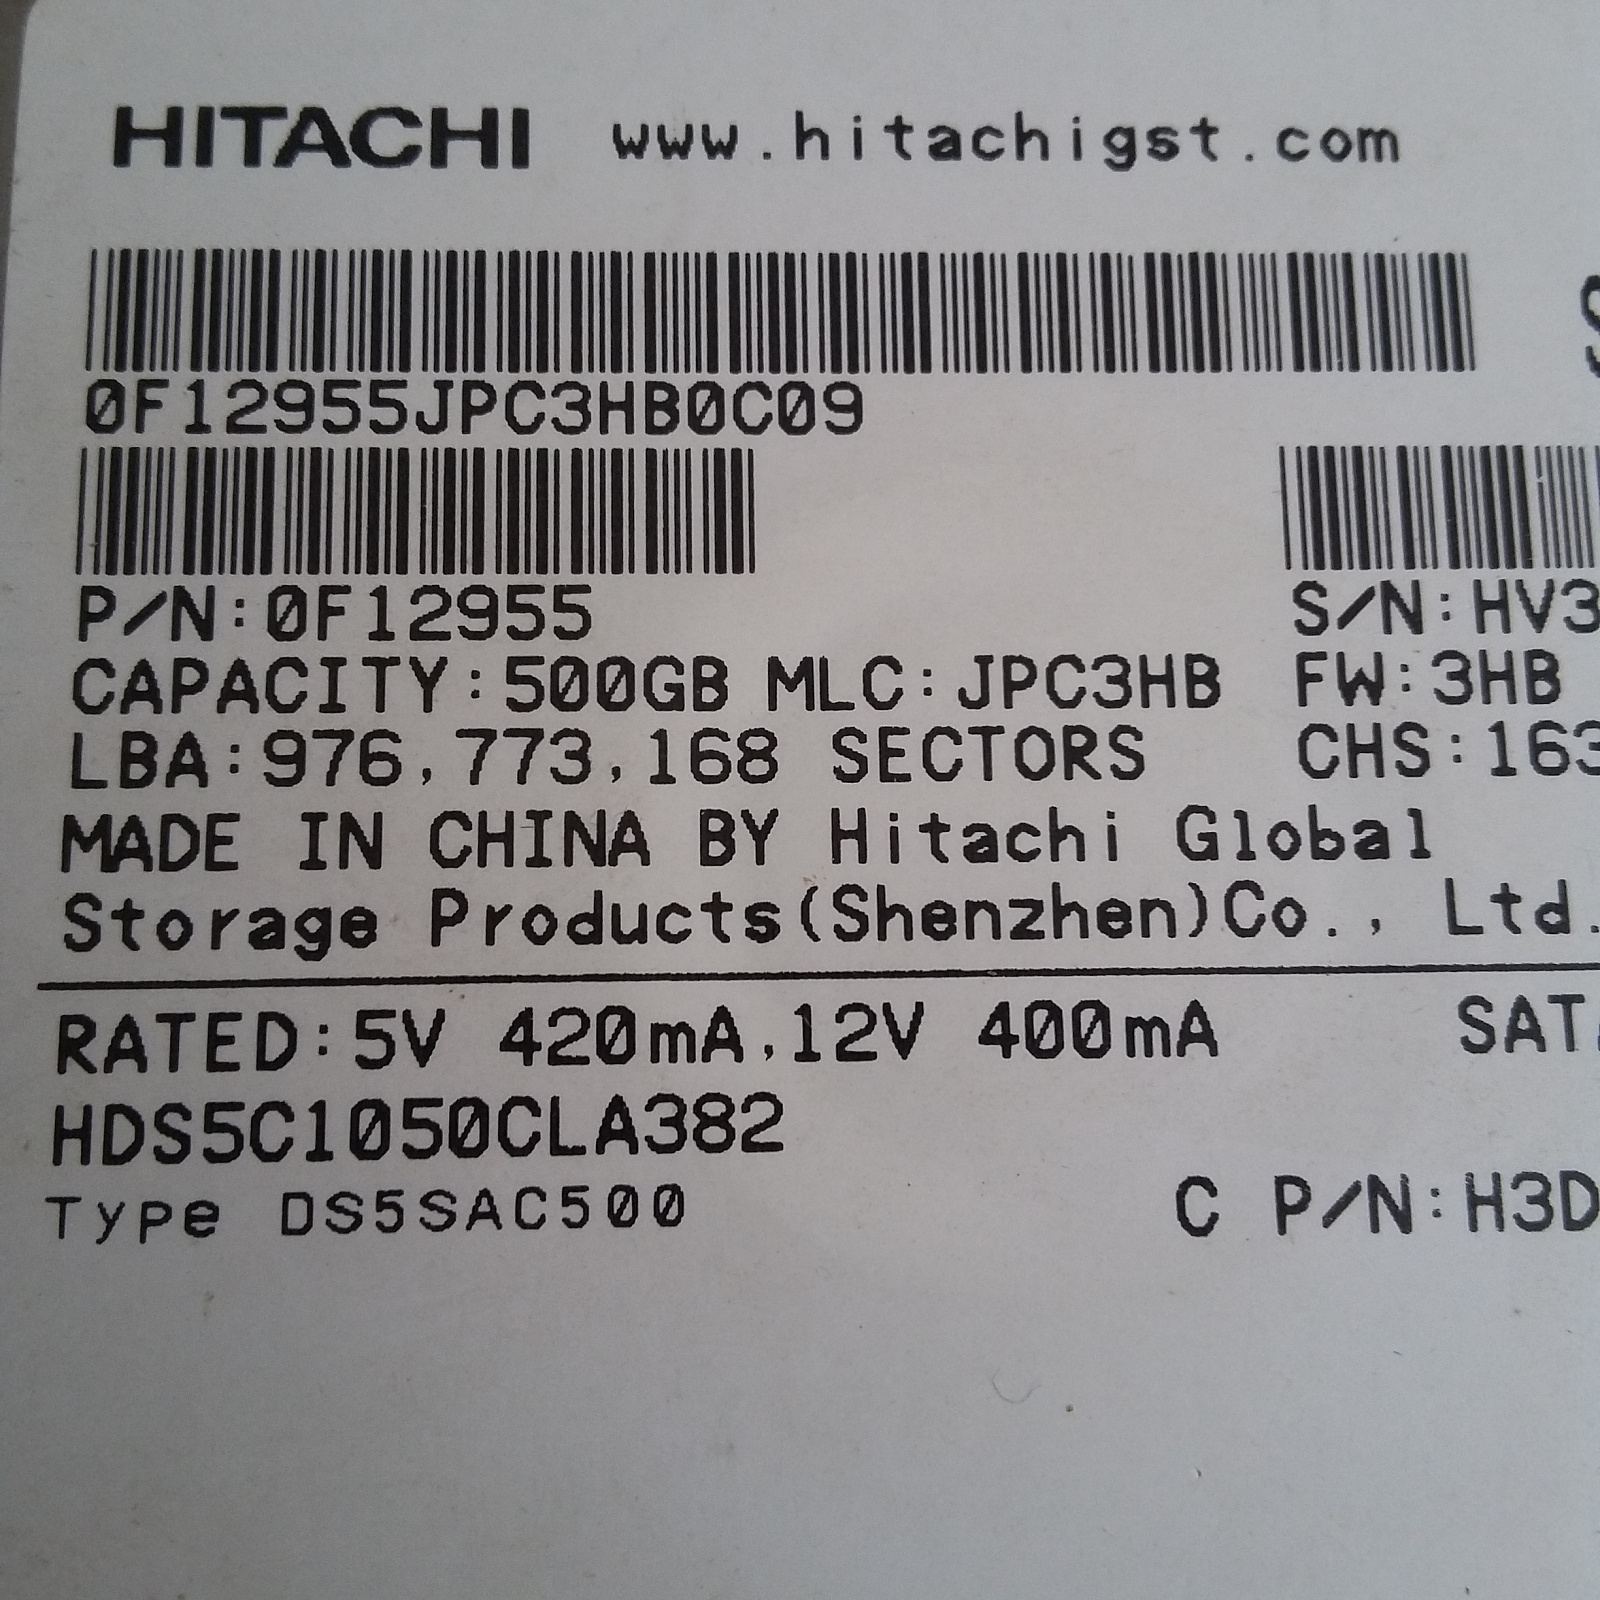 HITACHI www.hitachigst.com
0F12955JPC3HB0C09
P/N:0F12955 S/N:HV3
CAPACITY:500GB MLC:JPC3HB FW:3HB
LBA:976,773,168 SECTORS CHS:163
MADE IN CHINA BY Hitachi Global
Storage Products(Shenzhen)Co., Ltd.
RATED:5V 420mA,12V 400mA SAT
HDS5C1050CLA382
Type DS5SAC500 C P/N:H3D